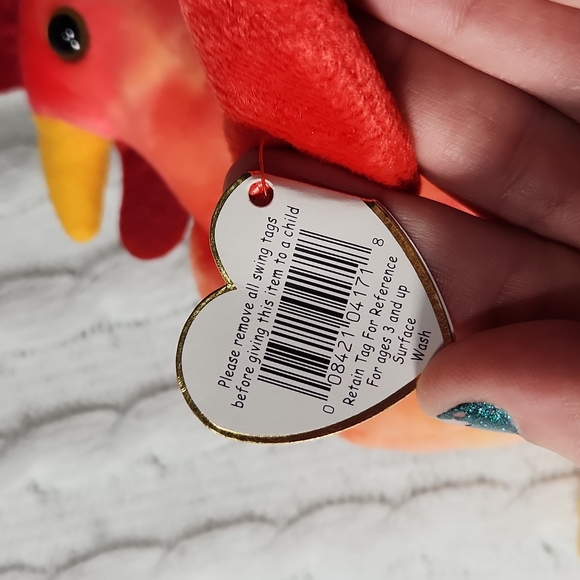 Please remove all swing tags
before giving this item to a child
0 08421 04171 8
Retain Tag For Reference
For ages 3 and up
Surface
Wash